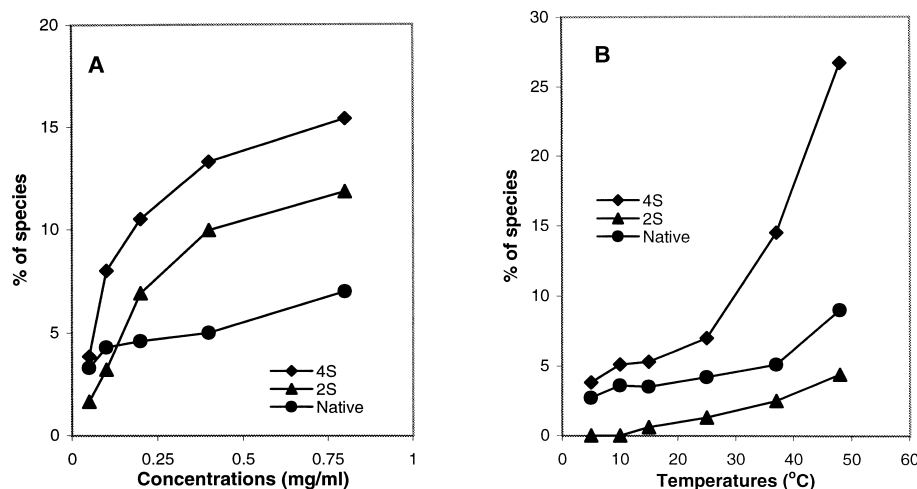 A
% of species
20
15
10
5
0
4S
2S
Native
0
0.25
0.5
0.75
1
Concentrations (mg/ml)
B
% of species
30
25
20
15
10
5
0
4S
2S
Native
0
10
20
30
40
50
60
Temperatures (°C)